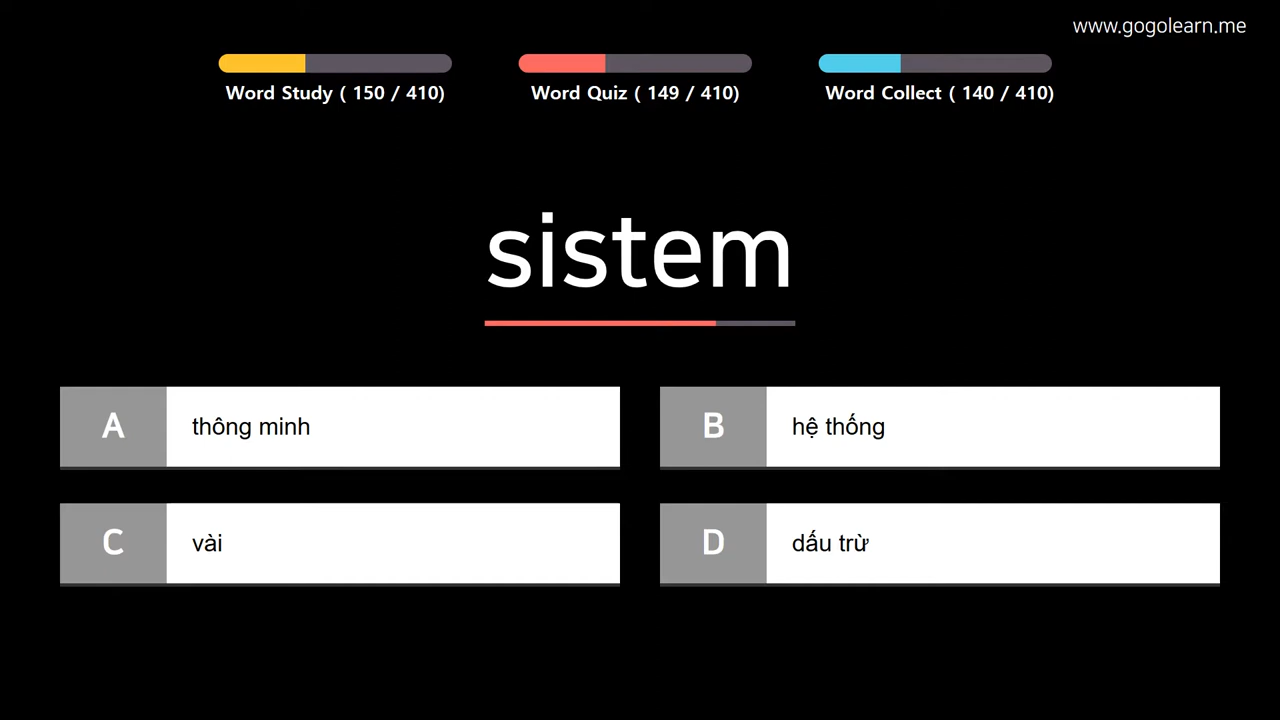 www.gogolearn.me
Word Study ( 150 / 410)
Word Quiz ( 149 / 410)
Word Collect ( 140 / 410)
sistem
A thông minh
B hệ thống
C vài
D dấu trừ